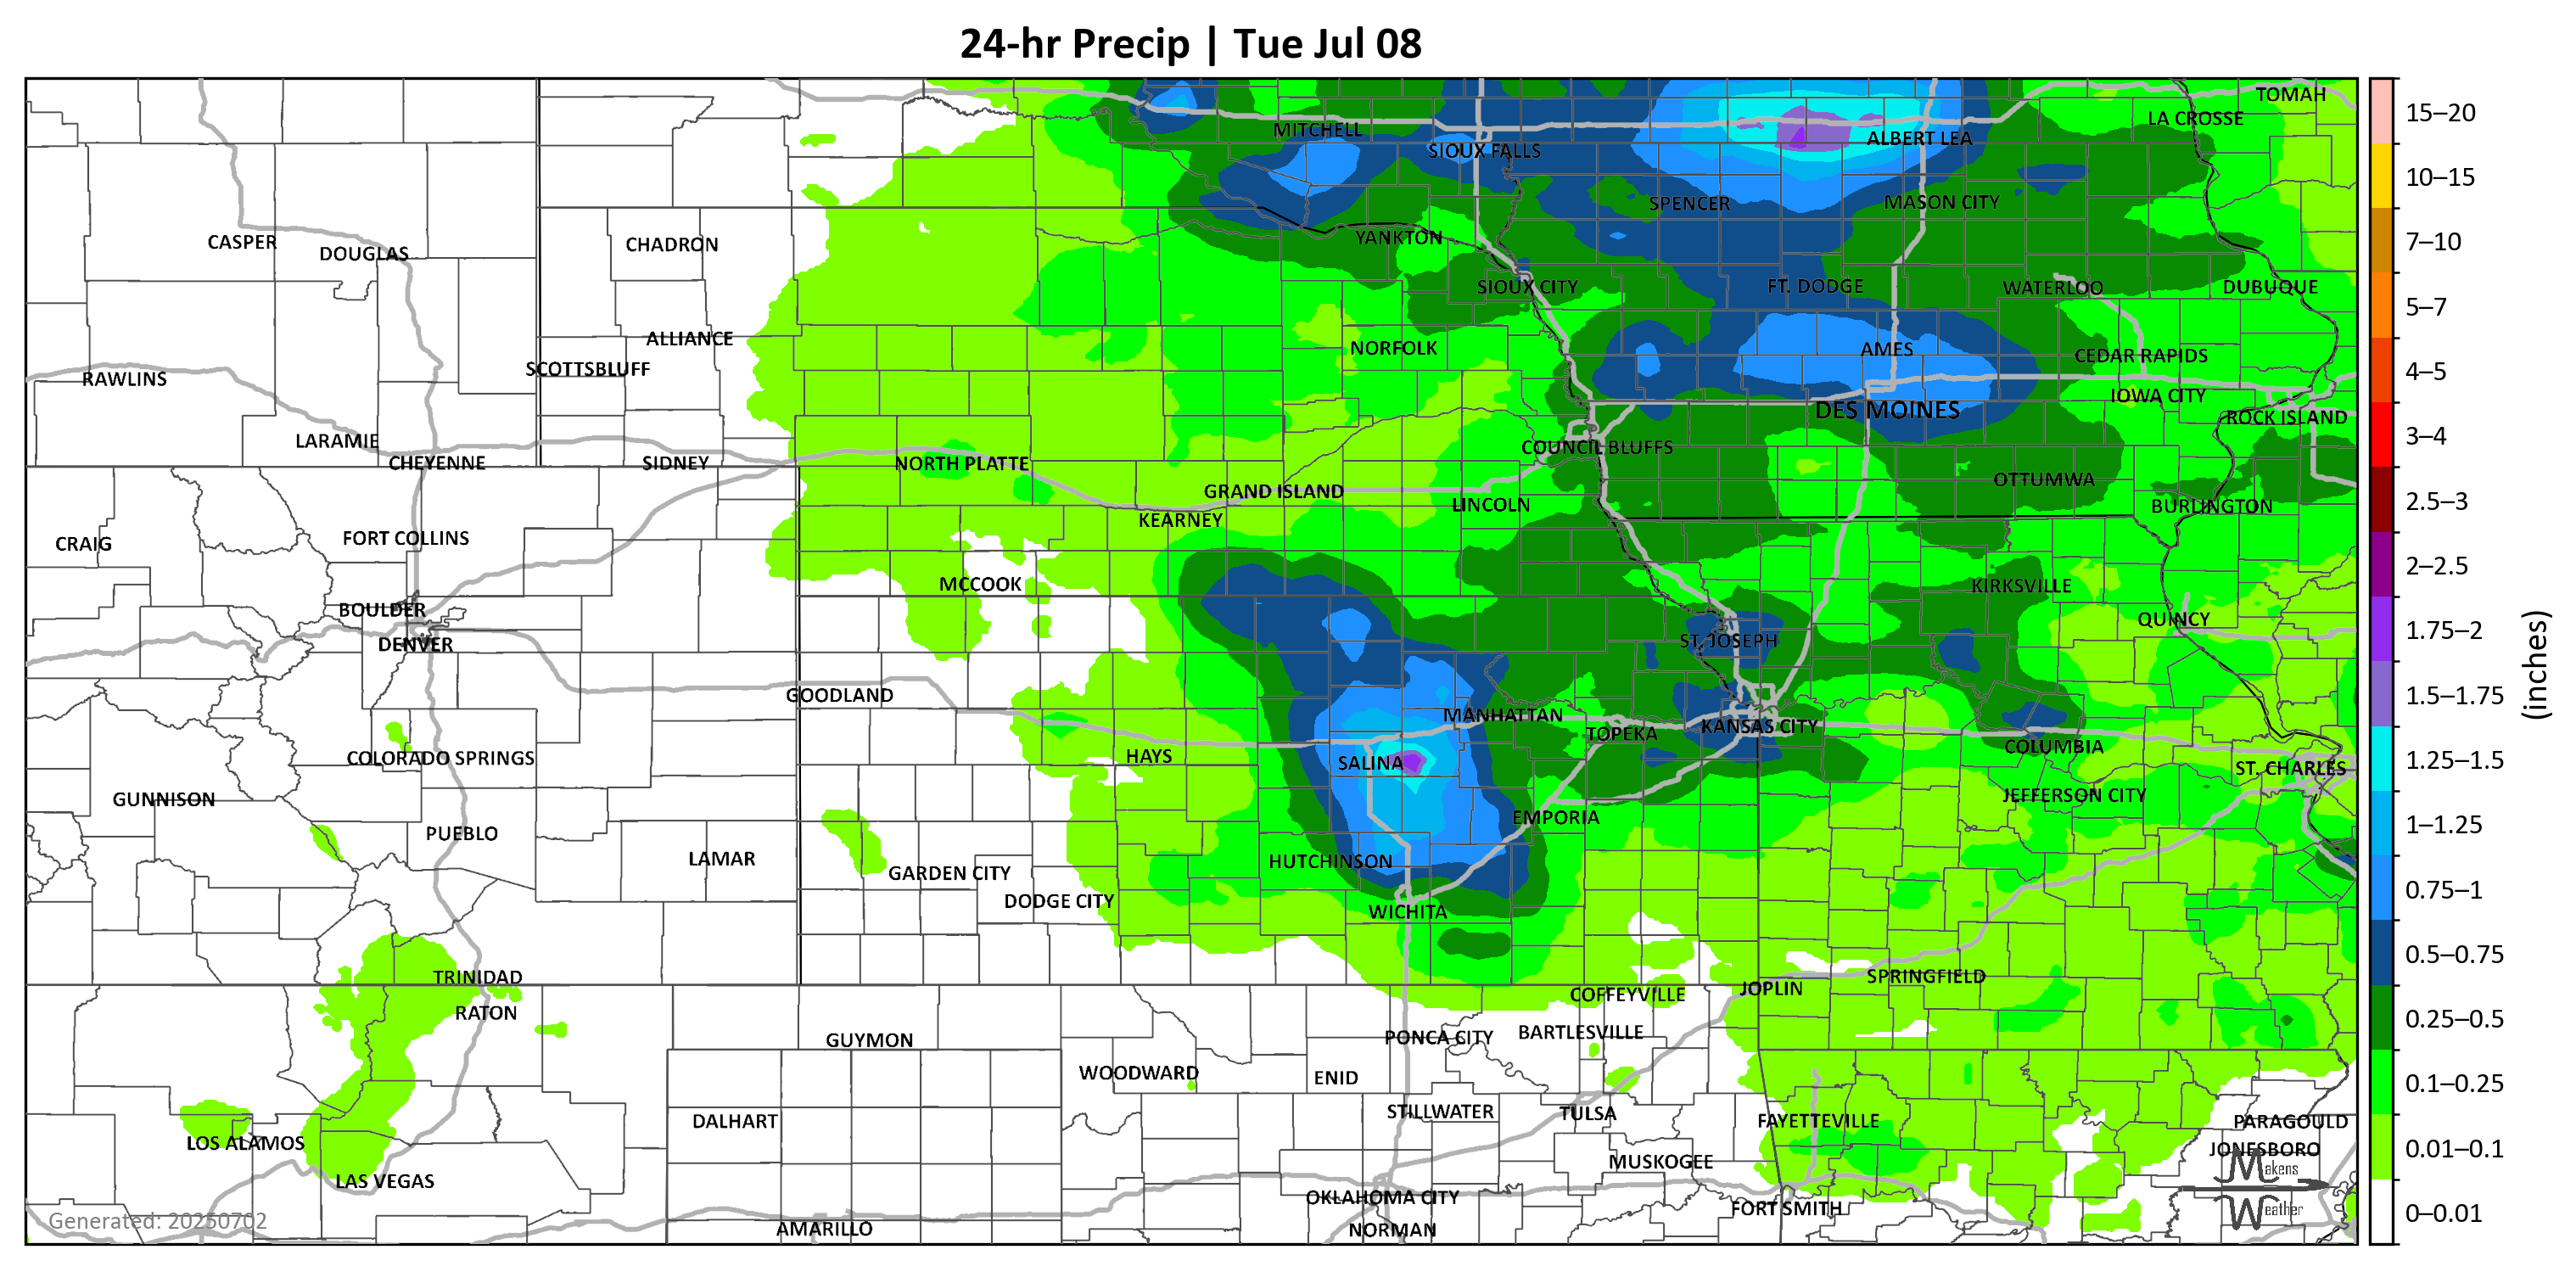 24-hr Precip | Tue Jul 08
TOMAH
LA CROSSE
MITCHELL
ALBERT LEA
SIOUX FALLS
SPENCER
MASON CITY
YANKTON
CASPER
CHADRON
DOUGLAS
SIOUX CITY
FT. DODGE
WATERLOO
DUBUQUE
ALLIANCE
NORFOLK
AMES
CEDAR RAPIDS
SCOTTSBLUFF
RAWLINS
IOWA CITY
DES MOINES
ROCK ISLAND
LARAMIE
COUNCIL BLUFFS
CHEYENNE
SIDNEY
NORTH PLATTE
OTTUMWA
GRAND ISLAND
LINCOLN
BURLINGTON
KEARNEY
FORT COLLINS
CRAIG
MCCOOK
KIRKSVILLE
BOULDER
QUINCY
DENVER
ST. JOSEPH
GOODLAND
MANHATTAN
KANSAS CITY
TOPEKA
COLUMBIA
HAYS
COLORADO SPRINGS
SALINA
ST. CHARLES
JEFFERSON CITY
GUNNISON
EMPORIA
PUEBLO
LAMAR
HUTCHINSON
GARDEN CITY
DODGE CITY
WICHITA
TRINIDAD
SPRINGFIELD
JOPLIN
COFFEYVILLE
RATON
BARTLESVILLE
PONCA CITY
GUYMON
WOODWARD
ENID
STILLWATER
TULSA
DALHART
FAYETTEVILLE
PARAGOULD
LOS ALAMOS
JONESBORO
MUSKOGEE
Makens
LAS VEGAS
OKLAHOMA CITY
FORT SMITH
Weather
Generated: 20250702
AMARILLO
NORMAN
15–20
10–15
7–10
5–7
4–5
3–4
2.5–3
2–2.5
1.75–2
1.5–1.75
1.25–1.5
1–1.25
0.75–1
0.5–0.75
0.25–0.5
0.1–0.25
0.01–0.1
0–0.01
(inches)